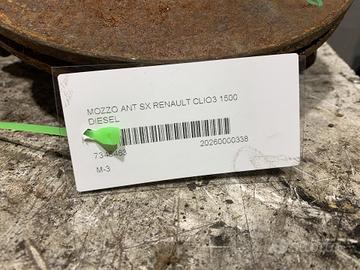 MOZZO ANT SX RENAULT CLIO3 1500
DIESEL
20260000338
M-3